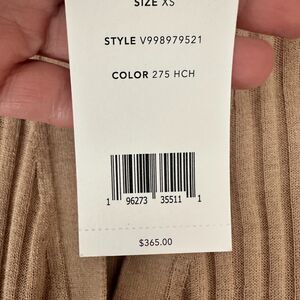 SIZE XS
STYLE V998979521
COLOR 275 HCH
1 96273 35511 1
$365.00